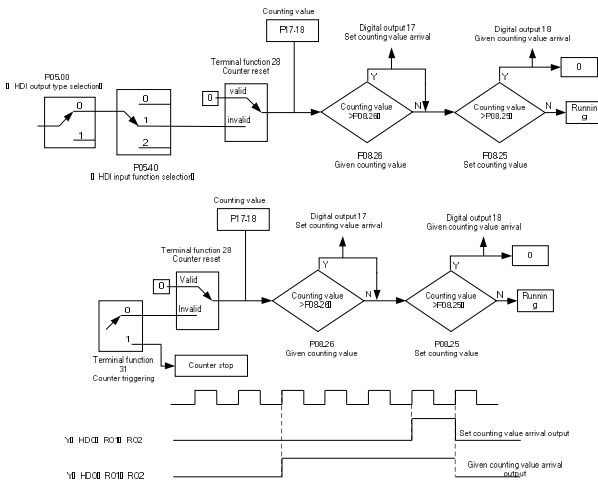 Counting value
P17-18
Digital output 17
Set counting value arrival
Digital output 18
Given counting value arrival
Terminal function 28
Counter reset
P05.00
HDI output type selection
0
1
0
1
2
P05.40
HDI input function selection
0
valid
invalid
Counting value
>P08.26
Y
N
P08.26
Given counting value
Counting value
>P08.25
Y
N
P08.25
Set counting value
0
Runnin
g
Counting value
P17-18
Digital output 17
Set counting value arrival
Digital output 18
Given counting value arrival
Terminal function 28
Counter reset
0
Valid
Invalid
0
1
Terminal function
31
Counter triggering
Counter stop
Counting value
>P08.26
Y
N
P08.26
Given counting value
Counting value
>P08.25
Y
N
P08.25
Set counting value
0
Runnin
g
Y HDO RO1 RO2
Set counting value arrival output
Y HDO RO1 RO2
Given counting value arrival
output